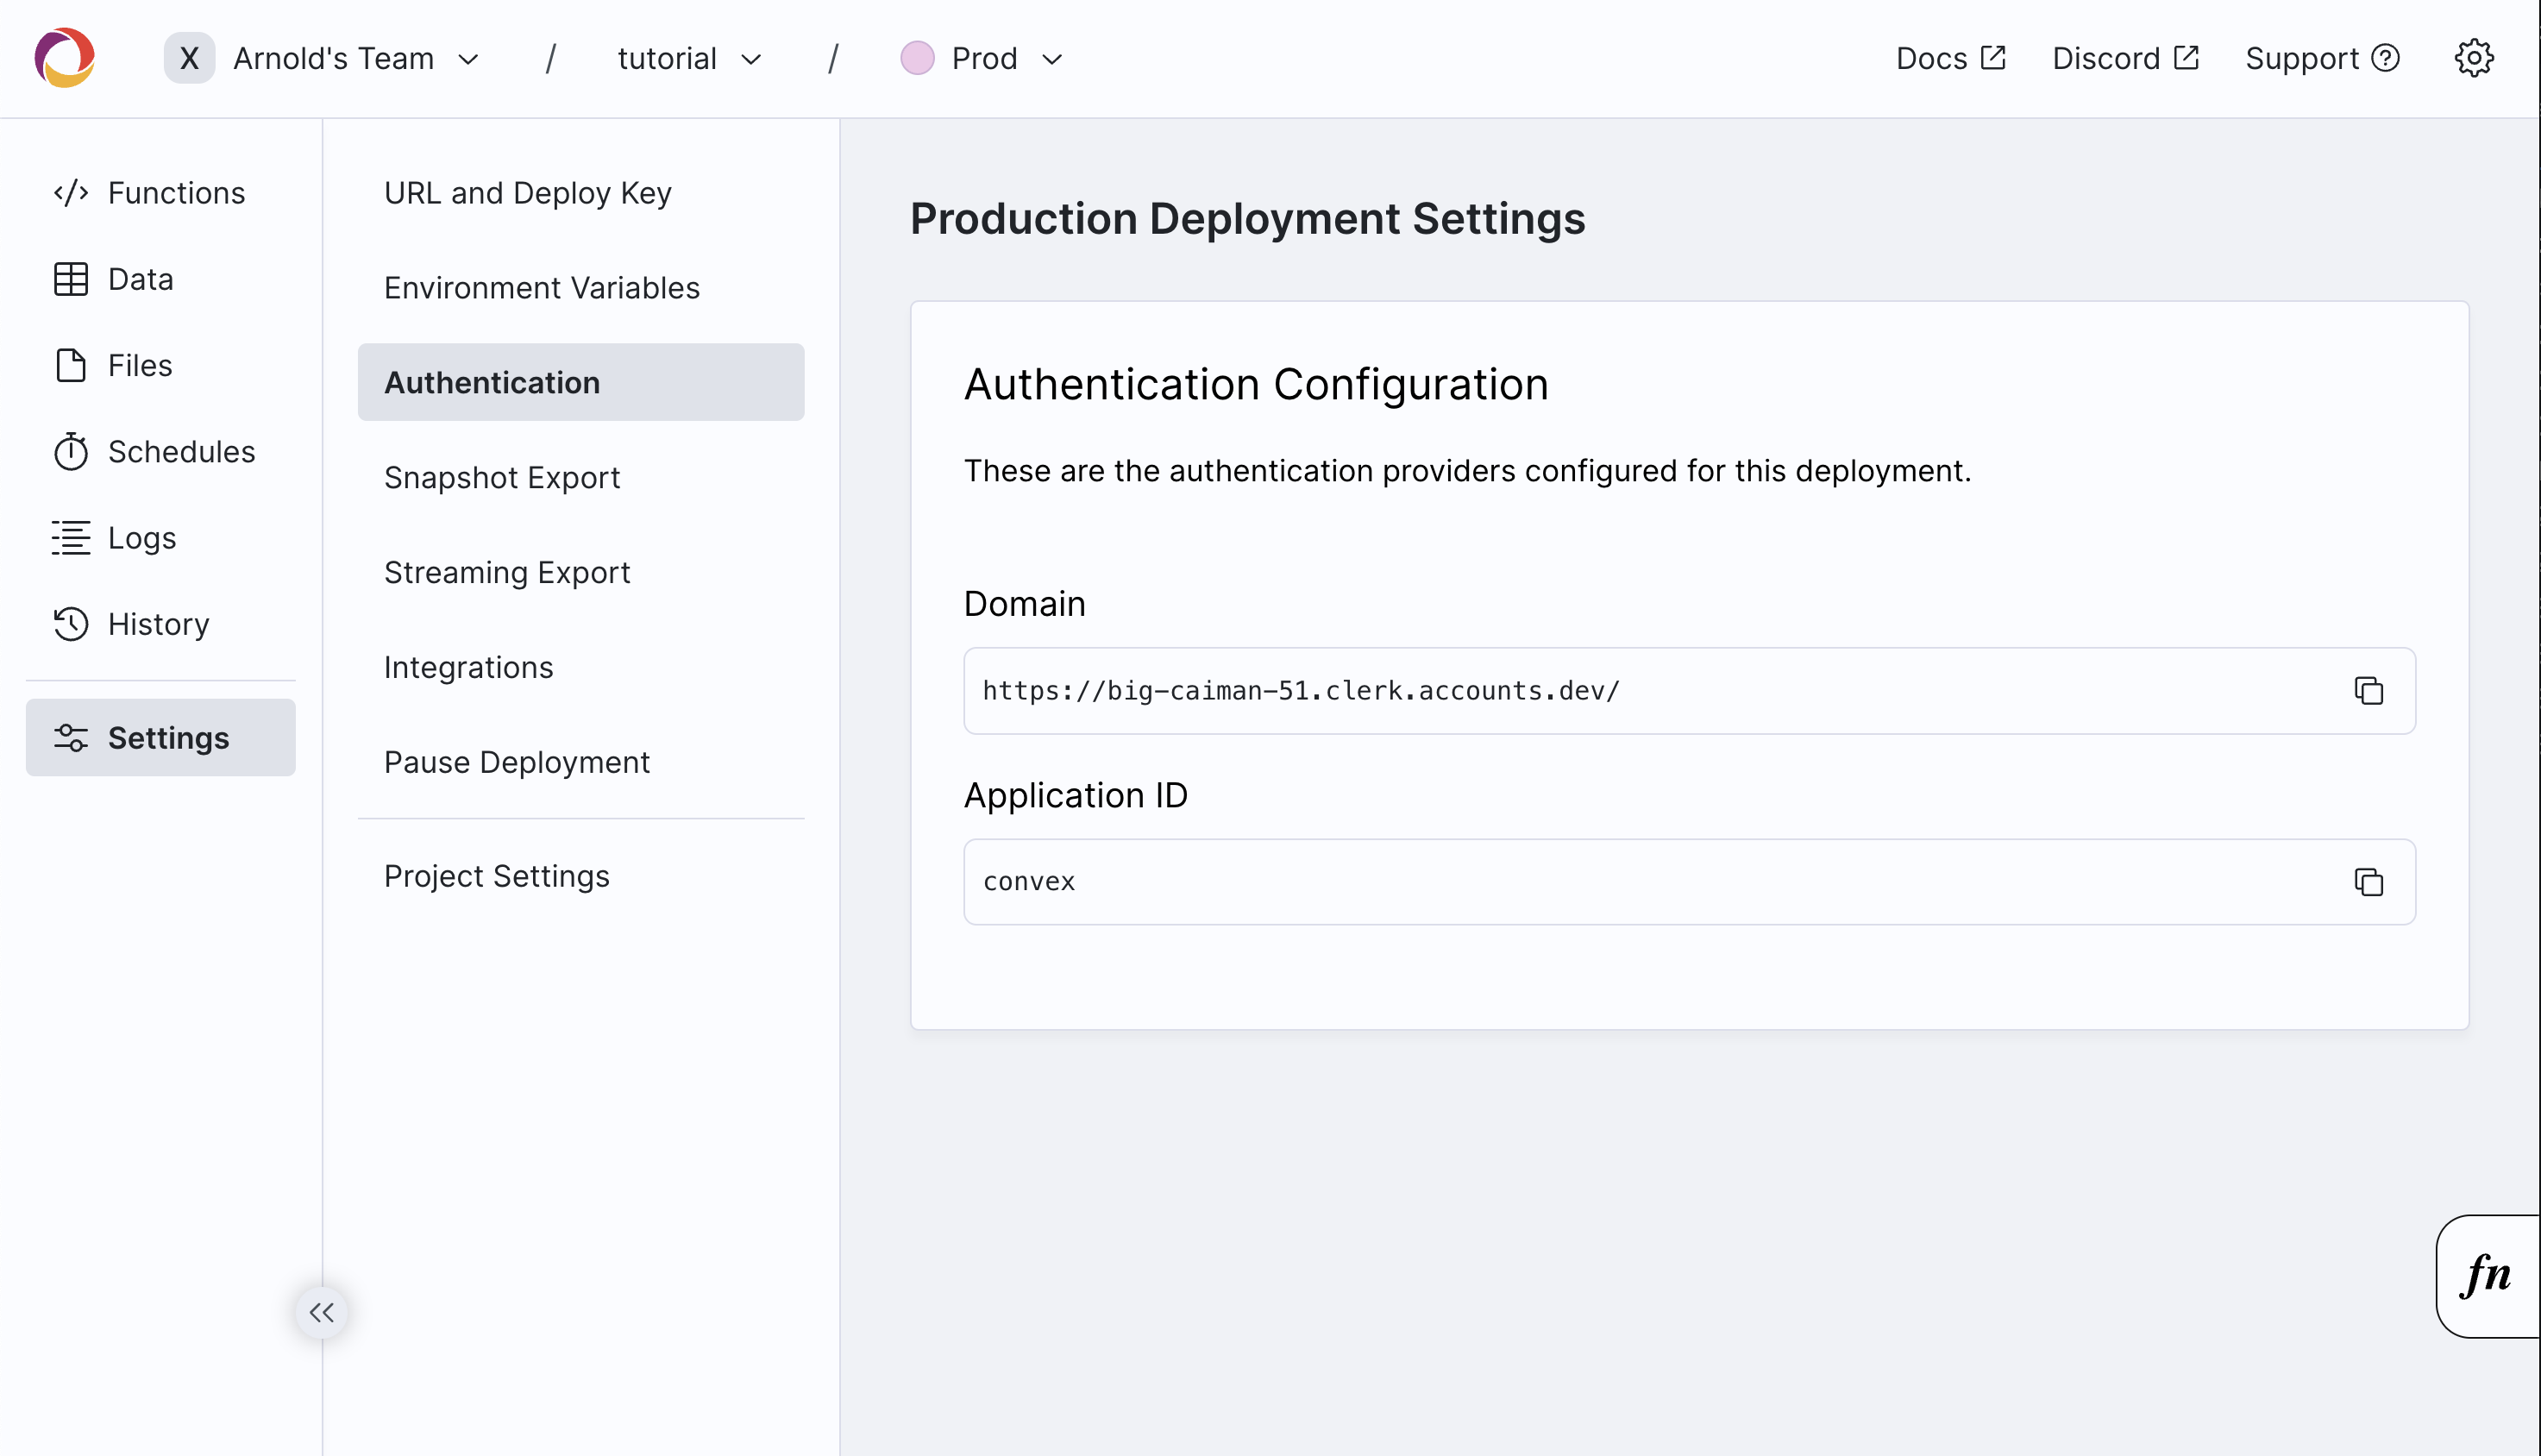 X Arnold's Team / tutorial / Prod Docs Discord Support
Functions
Data
Files
Schedules
Logs
History
Settings
URL and Deploy Key
Environment Variables
Authentication
Snapshot Export
Streaming Export
Integrations
Pause Deployment
Project Settings
Production Deployment Settings
Authentication Configuration
These are the authentication providers configured for this deployment.
Domain
https://big-caiman-51.clerk.accounts.dev/
Application ID
convex
fn